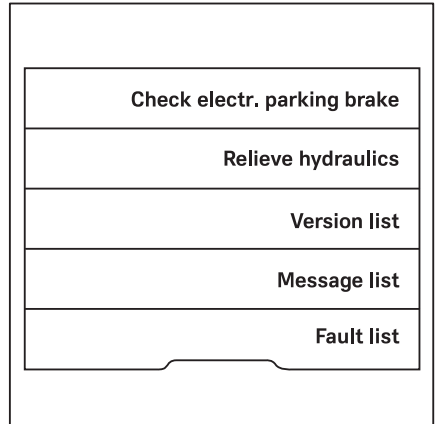 Check electr. parking brake
Relieve hydraulics
Version list
Message list
Fault list